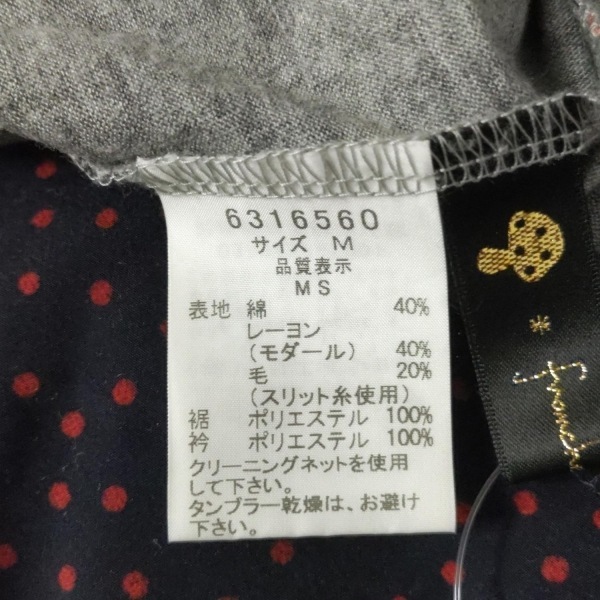 6316560
サイズ M
品質表示
MS
表地 綿 40%
レーヨン
(モダール) 40%
毛 20%
(スリット糸使用)
裾 ポリエステル 100%
衿 ポリエステル 100%
クリーニングネットを使用
して下さい。
タンブラー乾燥は、お避け
下さい。